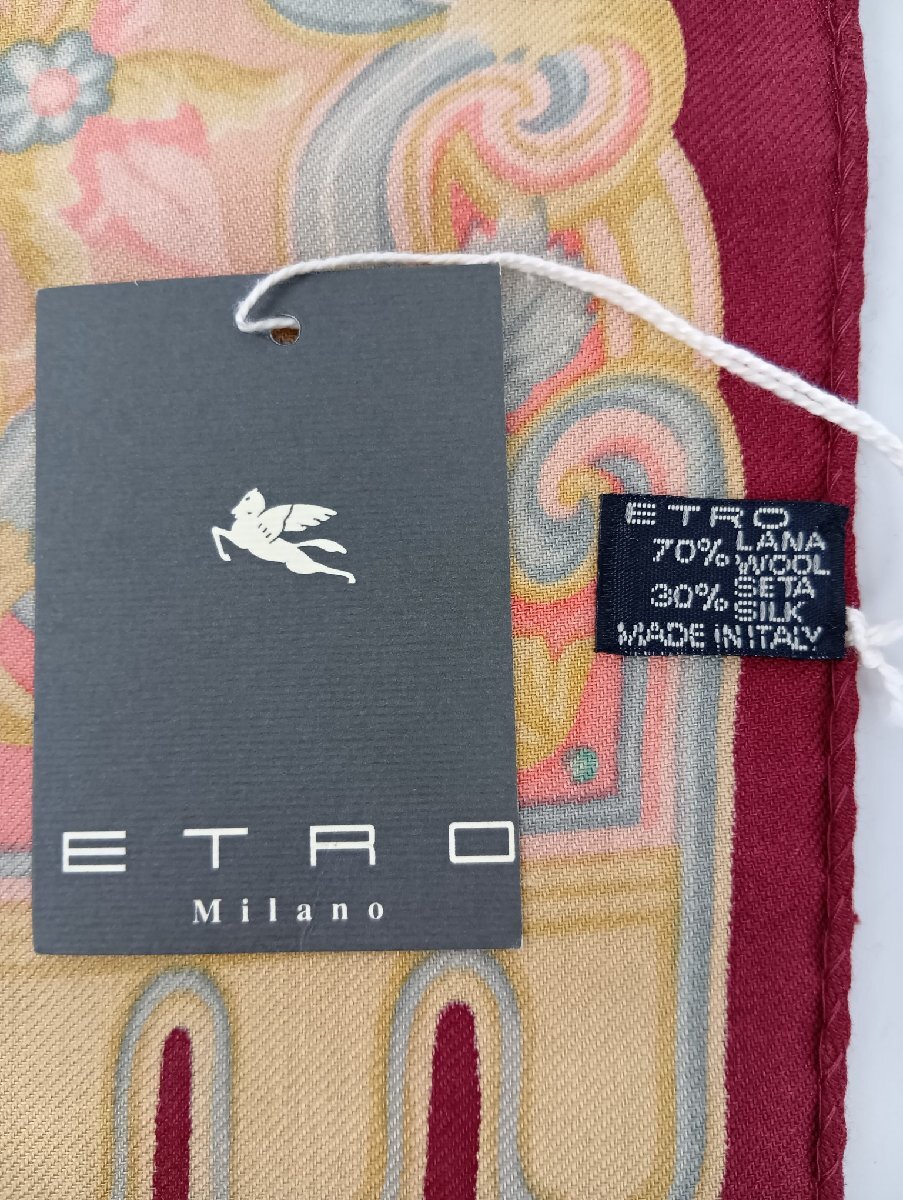 ETRO
Milano
ETRO
70% LANA
WOOL
30% SETA
SILK
MADE IN ITALY